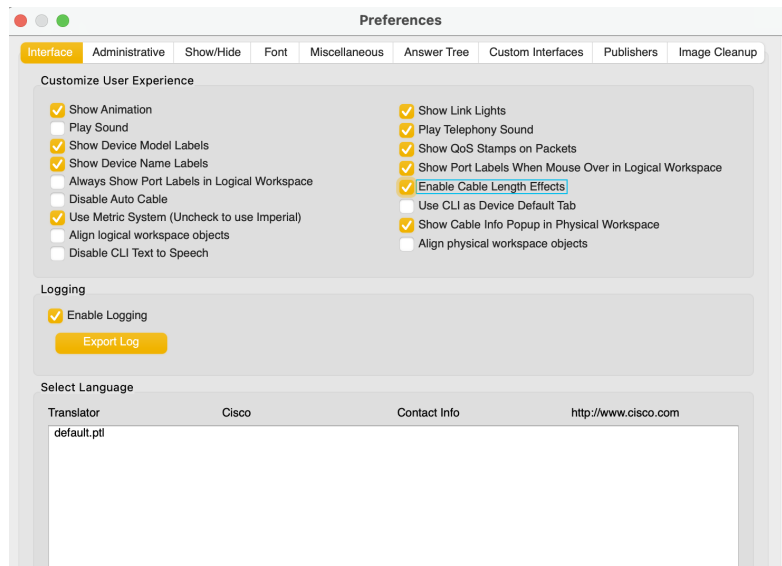 Preferences
Interface Administrative Show/Hide Font Miscellaneous Answer Tree Custom Interfaces Publishers Image Cleanup
Customize User Experience
Show Animation
Play Sound
Show Device Model Labels
Show Device Name Labels
Always Show Port Labels in Logical Workspace
Disable Auto Cable
Use Metric System (Uncheck to use Imperial)
Align logical workspace objects
Disable CLI Text to Speech
Show Link Lights
Play Telephony Sound
Show QoS Stamps on Packets
Show Port Labels When Mouse Over in Logical Workspace
Enable Cable Length Effects
Use CLI as Device Default Tab
Show Cable Info Popup in Physical Workspace
Align physical workspace objects
Logging
Enable Logging
Export Log
Select Language
Translator Cisco Contact Info http://www.cisco.com
default.ptl